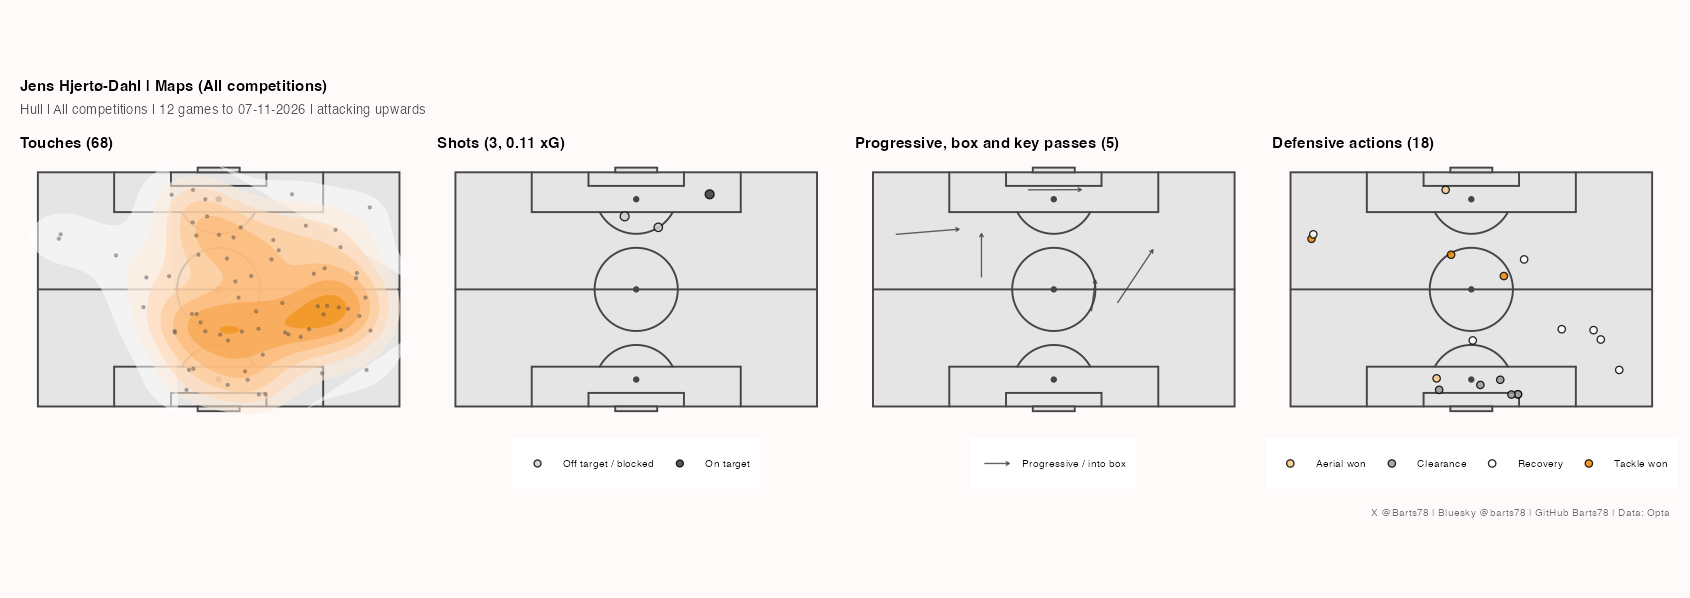 Jens Hjertø-Dahl | Maps (All competitions)
Hull | All competitions | 12 games to 07-11-2026 | attacking upwards
Touches (68)
Shots (3, 0.11 xG)
Progressive, box and key passes (5)
Defensive actions (18)
Off target / blocked
On target
Progressive / into box
Aerial won
Clearance
Recovery
Tackle won
X @Barts78 | Bluesky @barts78 | GitHub Barts78 | Data: Opta